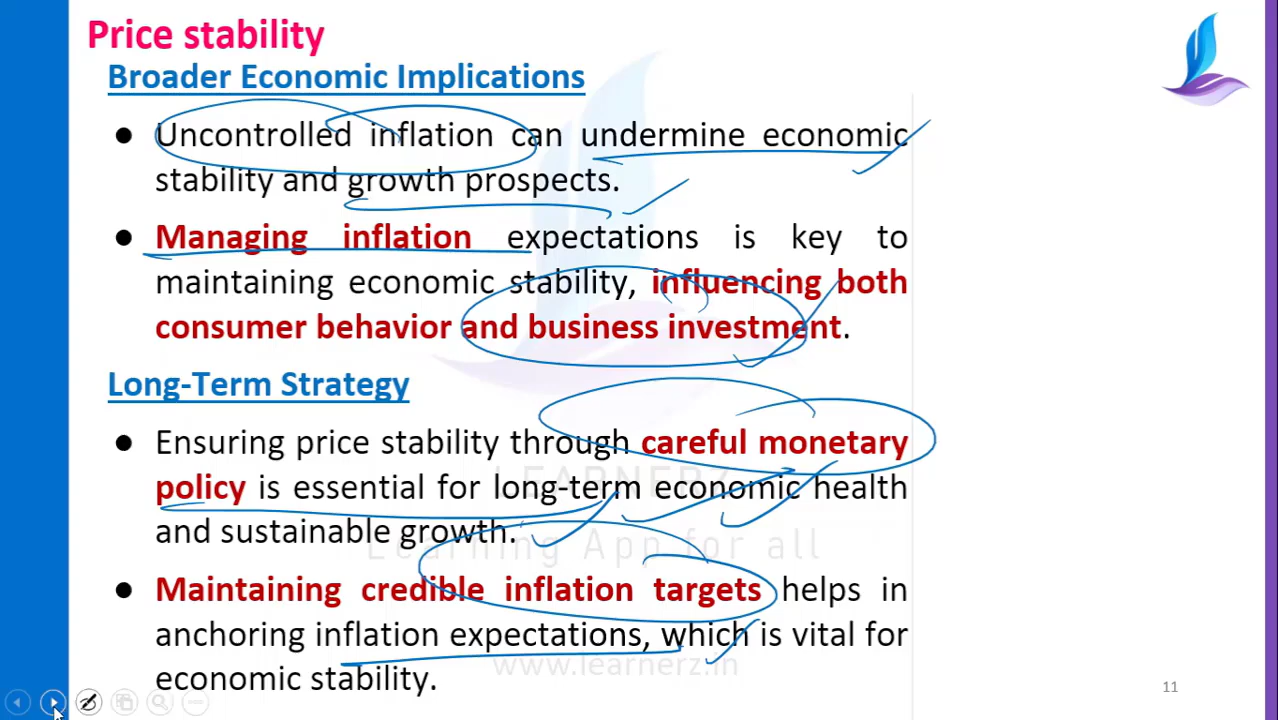 Price stability
Broader Economic Implications
● Uncontrolled inflation can undermine economic
stability and growth prospects.
● Managing inflation expectations is key to
maintaining economic stability, influencing both
consumer behavior and business investment.
Long-Term Strategy
● Ensuring price stability through careful monetary
policy is essential for long-term economic health
and sustainable growth.
● Maintaining credible inflation targets helps in
anchoring inflation expectations, which is vital for
economic stability.
LEARNERZ
Learning App for all
www.learnerz.in
11